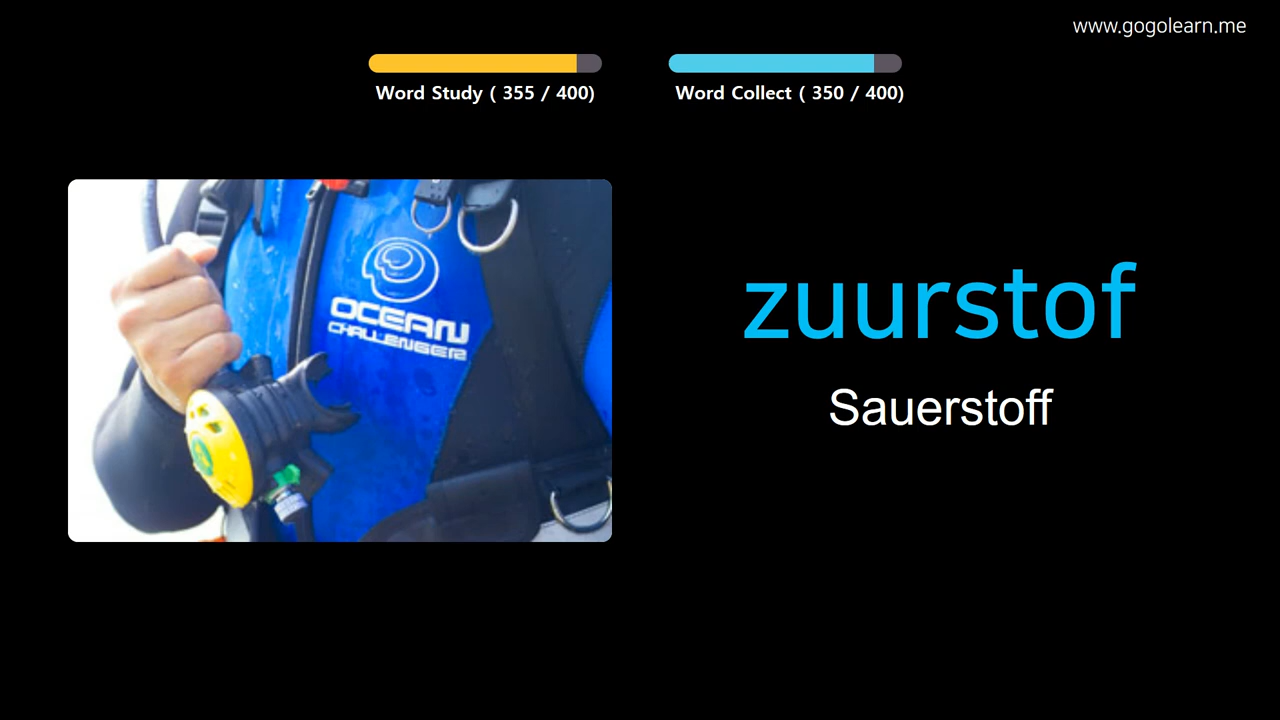 www.gogolearn.me
Word Study ( 355 / 400)
Word Collect ( 350 / 400)
OCEAN
CHALLENGER
zuurstof
Sauerstoff